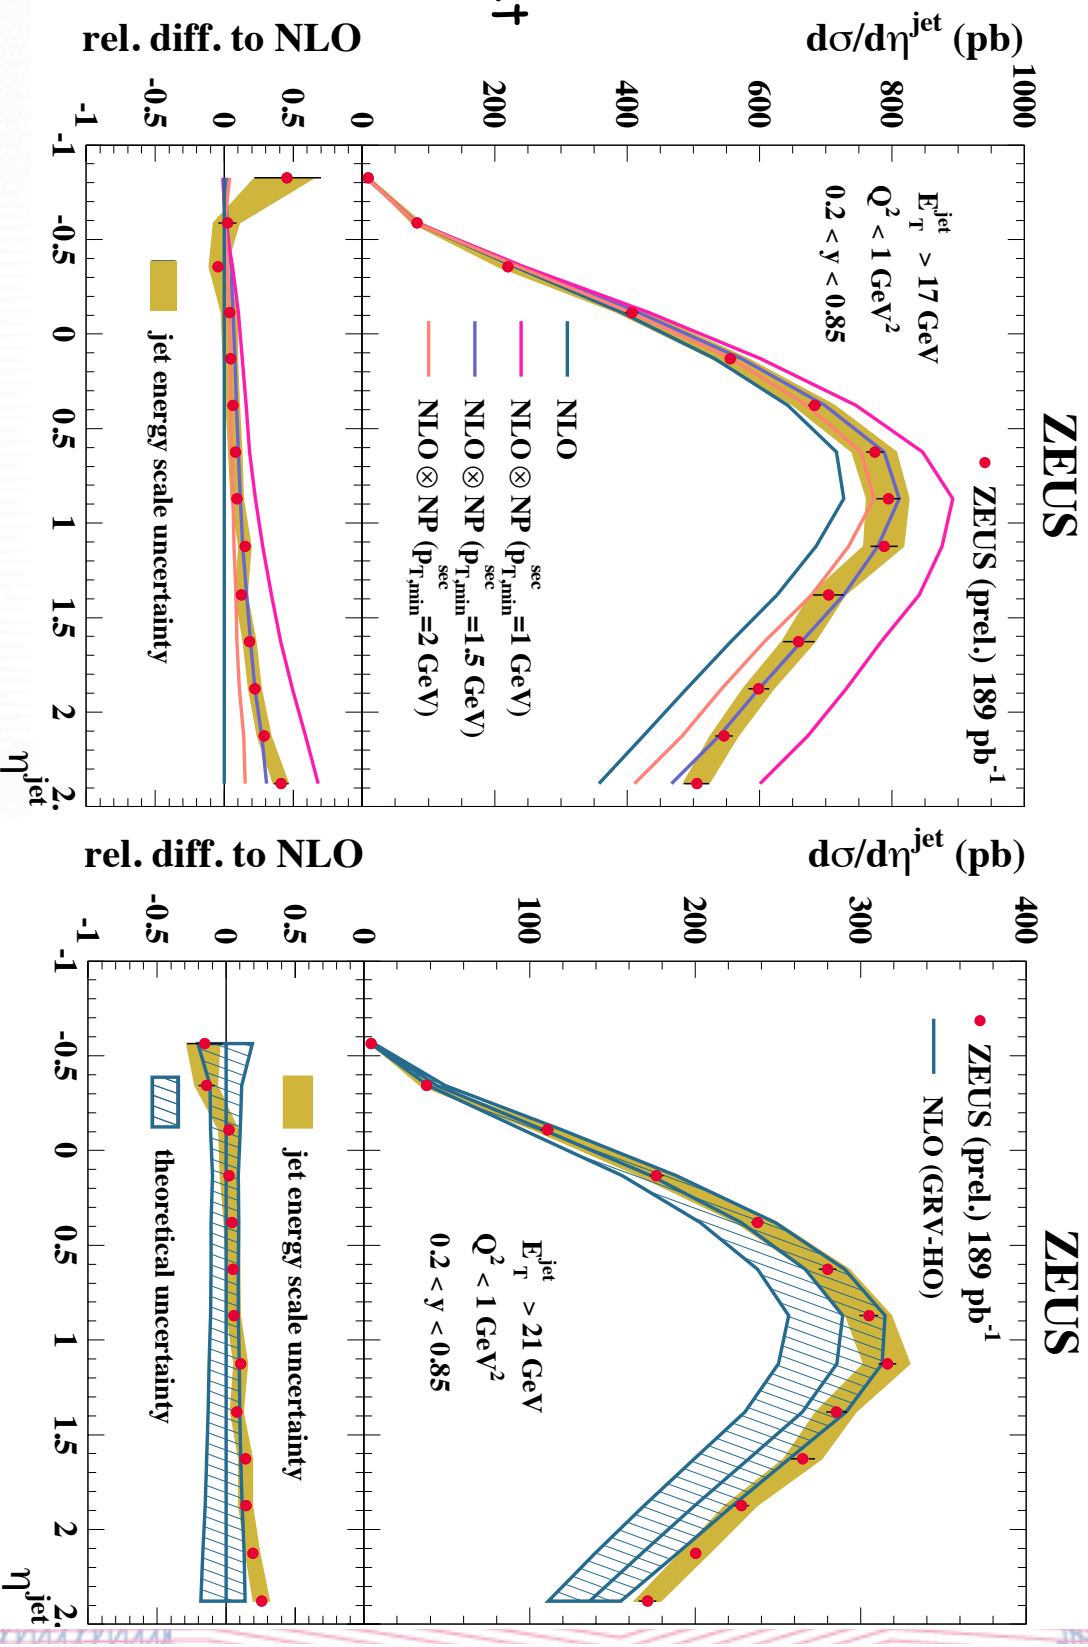 ZEUS
dσ/dη^jet (pb)
1000
800
600
400
200
0
E_T^jet > 17 GeV
Q² < 1 GeV²
0.2 < y < 0.85
ZEUS (prel.) 189 pb⁻¹
NLO
NLO ⊗ NP (p_T,min^sec=1 GeV)
NLO ⊗ NP (p_T,min^sec=1.5 GeV)
NLO ⊗ NP (p_T,min^sec=2 GeV)
rel. diff. to NLO
0.5
0
-0.5
-1
jet energy scale uncertainty
-1 -0.5 0 0.5 1 1.5 2 2.
η^jet
ZEUS
dσ/dη^jet (pb)
400
300
200
100
0
ZEUS (prel.) 189 pb⁻¹
NLO (GRV-HO)
E_T^jet > 21 GeV
Q² < 1 GeV²
0.2 < y < 0.85
rel. diff. to NLO
0.5
0
-0.5
-1
jet energy scale uncertainty
theoretical uncertainty
-1 -0.5 0 0.5 1 1.5 2 2.
η^jet